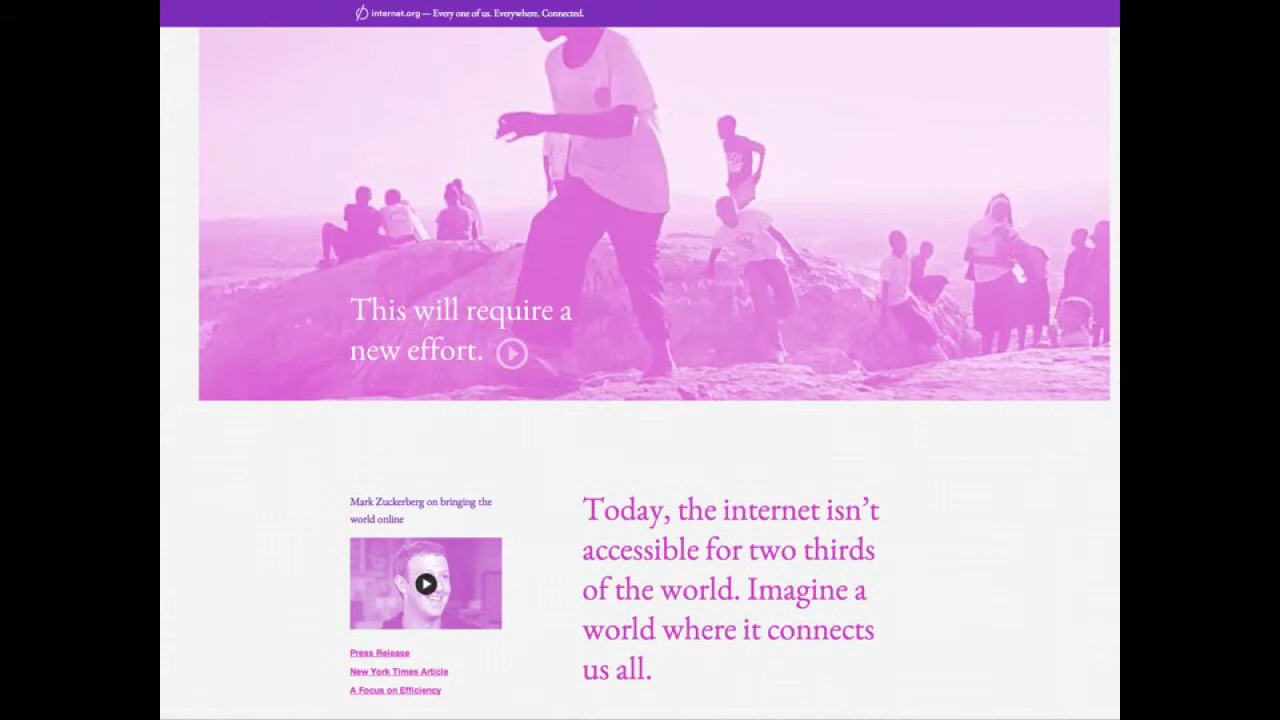 internet.org — Every one of us. Everywhere. Connected.
This will require a
new effort.
Mark Zuckerberg on bringing the
world online
Press Release
New York Times Article
A Focus on Efficiency
Today, the internet isn’t
accessible for two thirds
of the world. Imagine a
world where it connects
us all.